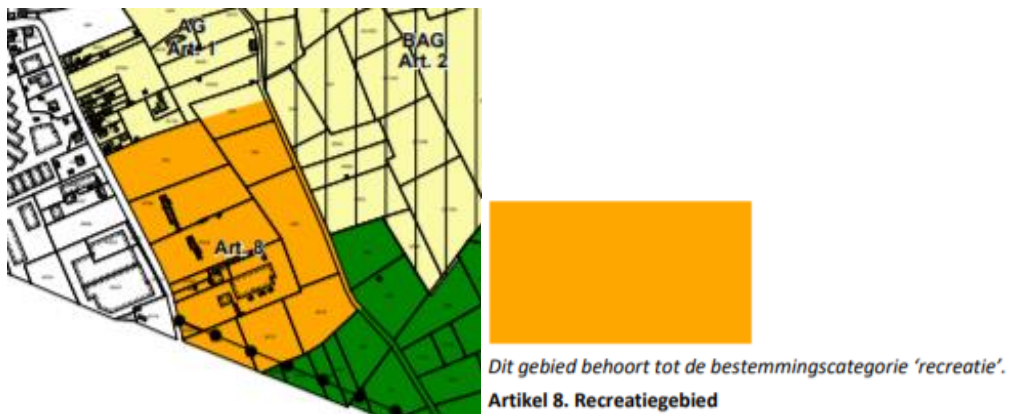 AG
Art. 1
BAG
Art. 2
Art. 8
Dit gebied behoort tot de bestemmingscategorie ‘recreatie’.
Artikel 8. Recreatiegebied